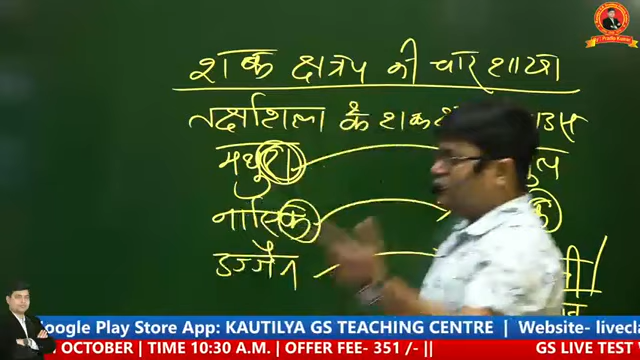 शक क्षत्रप की चार शाखा
तक्षशिला के शक
मथुरा
नासिक
उज्जैन
Google Play Store App: KAUTILYA GS TEACHING CENTRE | Website- livecla
OCTOBER | TIME 10:30 A.M. | OFFER FEE- 351 /- || GS LIVE TEST